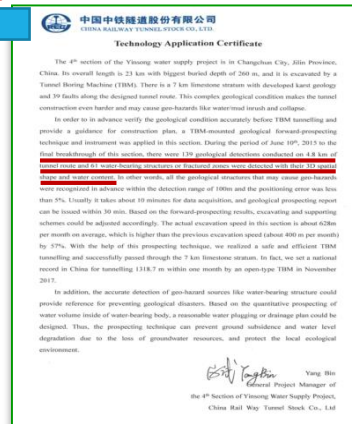 中国中铁隧道股份有限公司
CHINA RAILWAY TUNNEL STOCK CO., LTD
Technology Application Certificate
The 4th section of the Yinsong water supply project is in Changchun City, Jilin Province,
China. Its overall length is 23 km with biggest buried depth of 260 m, and it is excavated by a
Tunnel Boring Machine (TBM). There is a 7 km limestone stratum with developed karst geology
and 39 faults along the designed tunnel route. This complex geological condition makes the tunnel
construction even harder and may cause geo-hazards like water/mud inrush and collapse.
In order to in advance verify the geological condition accurately before TBM tunnelling and
provide a guidance for construction plan, a TBM-mounted geological forward-prospecting
technique and instrument was applied in this section. During the period of June 10th, 2015 to the
final breakthrough of this section, there were 139 geological detections conducted on 4.8 km of
tunnel route and 61 water-bearing structures or fractured zones were detected with their 3D spatial
shape and water content. In other words, all the geological structures that may cause geo-hazards
were recognized in advance within the detection range of 100m and the positioning error was less
than 5%. Usually it takes about 10 minutes for data acquisition, and geological prospecting report
can be issued within 30 min. Based on the forward-prospecting results, excavating and supporting
schemes could be adjusted accordingly. The actual excavation speed in this section is about 628m
per month on average, which is higher than the previous excavation speed (about 400 m per month)
by 57%. With the help of this prospecting technique, we realized a safe and efficient TBM
tunnelling and successfully passed through the 7 km limestone stratum. In fact, we set a national
record in China for tunnelling 1318.7 m within one month by an open-type TBM in November
2017.
In addition, the accurate detection of geo-hazard sources like water-bearing structure could
provide reference for preventing geological disasters. Based on the quantitative prospecting of
water volume inside of water-bearing body, a reasonable water plugging or drainage plan could be
designed. Thus, the prospecting technique can prevent ground subsidence and water level
degradation due to the loss of groundwater resources, and protect the local ecological
environment.
Yang Bin
General Project Manager of
the 4th Section of Yinsong Water Supply Project,
China Rail Way Tunnel Stock Co., Ltd